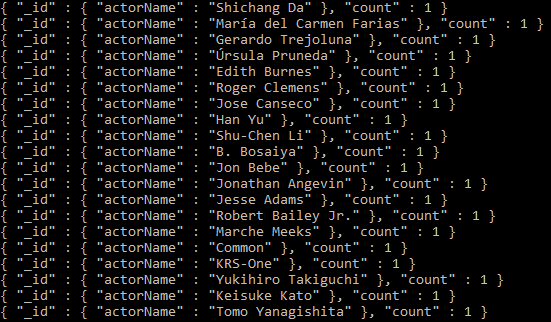 { "_id" : { "actorName" : "Shichang Da" }, "count" : 1 }
{ "_id" : { "actorName" : "María del Carmen Farias" }, "count" : 1 }
{ "_id" : { "actorName" : "Gerardo Trejoluna" }, "count" : 1 }
{ "_id" : { "actorName" : "Úrsula Pruneda" }, "count" : 1 }
{ "_id" : { "actorName" : "Edith Burnes" }, "count" : 1 }
{ "_id" : { "actorName" : "Roger Clemens" }, "count" : 1 }
{ "_id" : { "actorName" : "Jose Canseco" }, "count" : 1 }
{ "_id" : { "actorName" : "Han Yu" }, "count" : 1 }
{ "_id" : { "actorName" : "Shu-Chen Li" }, "count" : 1 }
{ "_id" : { "actorName" : "B. Bosaiya" }, "count" : 1 }
{ "_id" : { "actorName" : "Jon Bebe" }, "count" : 1 }
{ "_id" : { "actorName" : "Jonathan Angevin" }, "count" : 1 }
{ "_id" : { "actorName" : "Jesse Adams" }, "count" : 1 }
{ "_id" : { "actorName" : "Robert Bailey Jr." }, "count" : 1 }
{ "_id" : { "actorName" : "Marche Meeks" }, "count" : 1 }
{ "_id" : { "actorName" : "Common" }, "count" : 1 }
{ "_id" : { "actorName" : "KRS-One" }, "count" : 1 }
{ "_id" : { "actorName" : "Yukihiro Takiguchi" }, "count" : 1 }
{ "_id" : { "actorName" : "Keisuke Kato" }, "count" : 1 }
{ "_id" : { "actorName" : "Tomo Yanagishita" }, "count" : 1 }